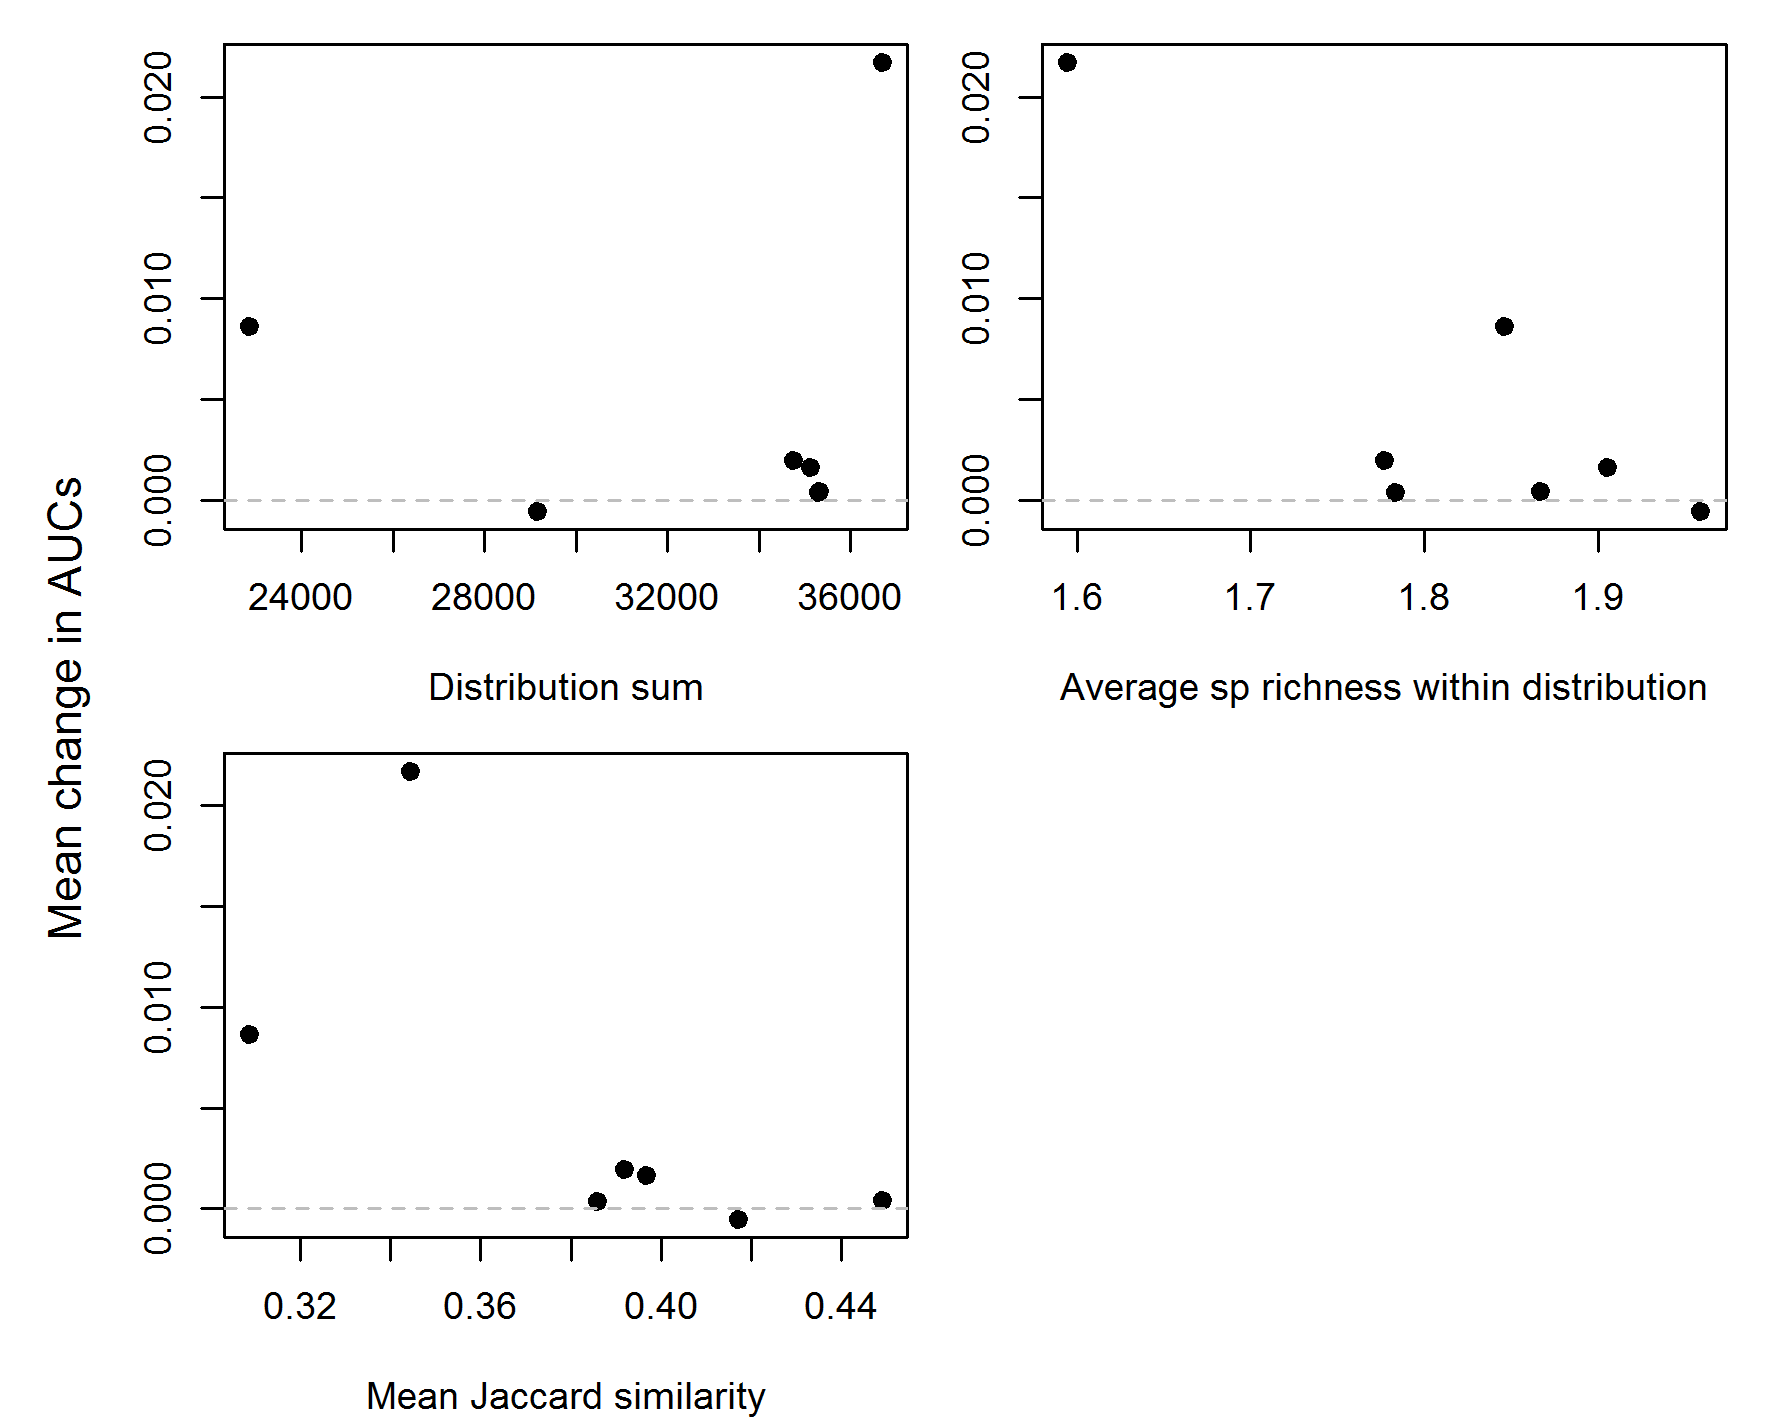 Mean change in AUCs
0.020
0.010
0.000
24000 28000 32000 36000
Distribution sum
0.020
0.010
0.000
1.6 1.7 1.8 1.9
Average sp richness within distribution
0.020
0.010
0.000
0.32 0.36 0.40 0.44
Mean Jaccard similarity